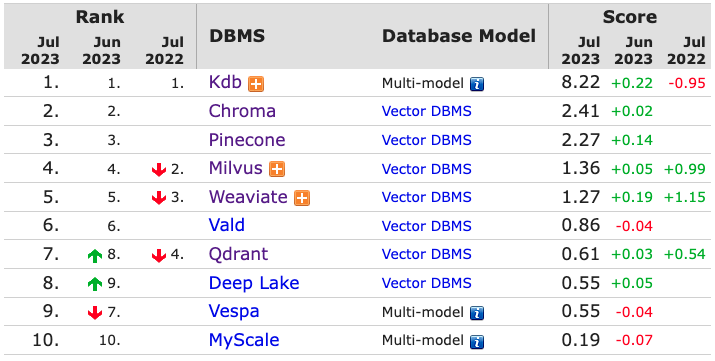 Rank DBMS Database Model Score
Jul 2023 Jun 2023 Jul 2022 Jul 2023 Jun 2023 Jul 2022
1. 1. 1. Kdb Multi-model 8.22 +0.22 -0.95
2. 2. Chroma Vector DBMS 2.41 +0.02
3. 3. Pinecone Vector DBMS 2.27 +0.14
4. 4. 2. Milvus Vector DBMS 1.36 +0.05 +0.99
5. 5. 3. Weaviate Vector DBMS 1.27 +0.19 +1.15
6. 6. Vald Vector DBMS 0.86 -0.04
7. 8. 4. Qdrant Vector DBMS 0.61 +0.03 +0.54
8. 9. Deep Lake Vector DBMS 0.55 +0.05
9. 7. Vespa Multi-model 0.55 -0.04
10. 10. MyScale Multi-model 0.19 -0.07